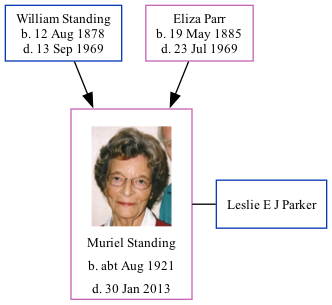 William Standing
b. 12 Aug 1878
d. 13 Sep 1969
Eliza Parr
b. 19 May 1885
d. 23 Jul 1969
Muriel Standing
b. abt Aug 1921
d. 30 Jan 2013
Leslie E J Parker